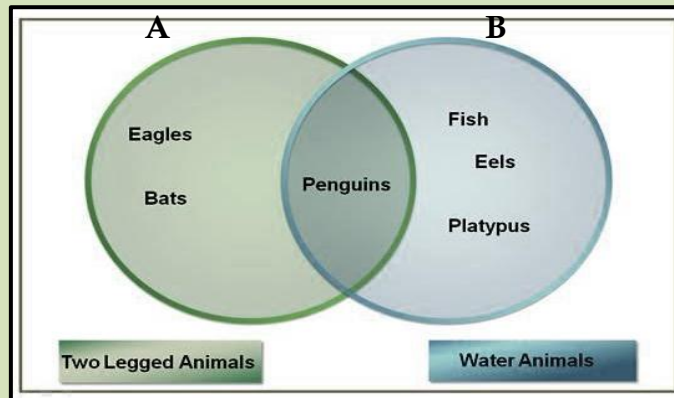 A
B
Eagles
Bats
Penguins
Fish
Eels
Platypus
Two Legged Animals
Water Animals